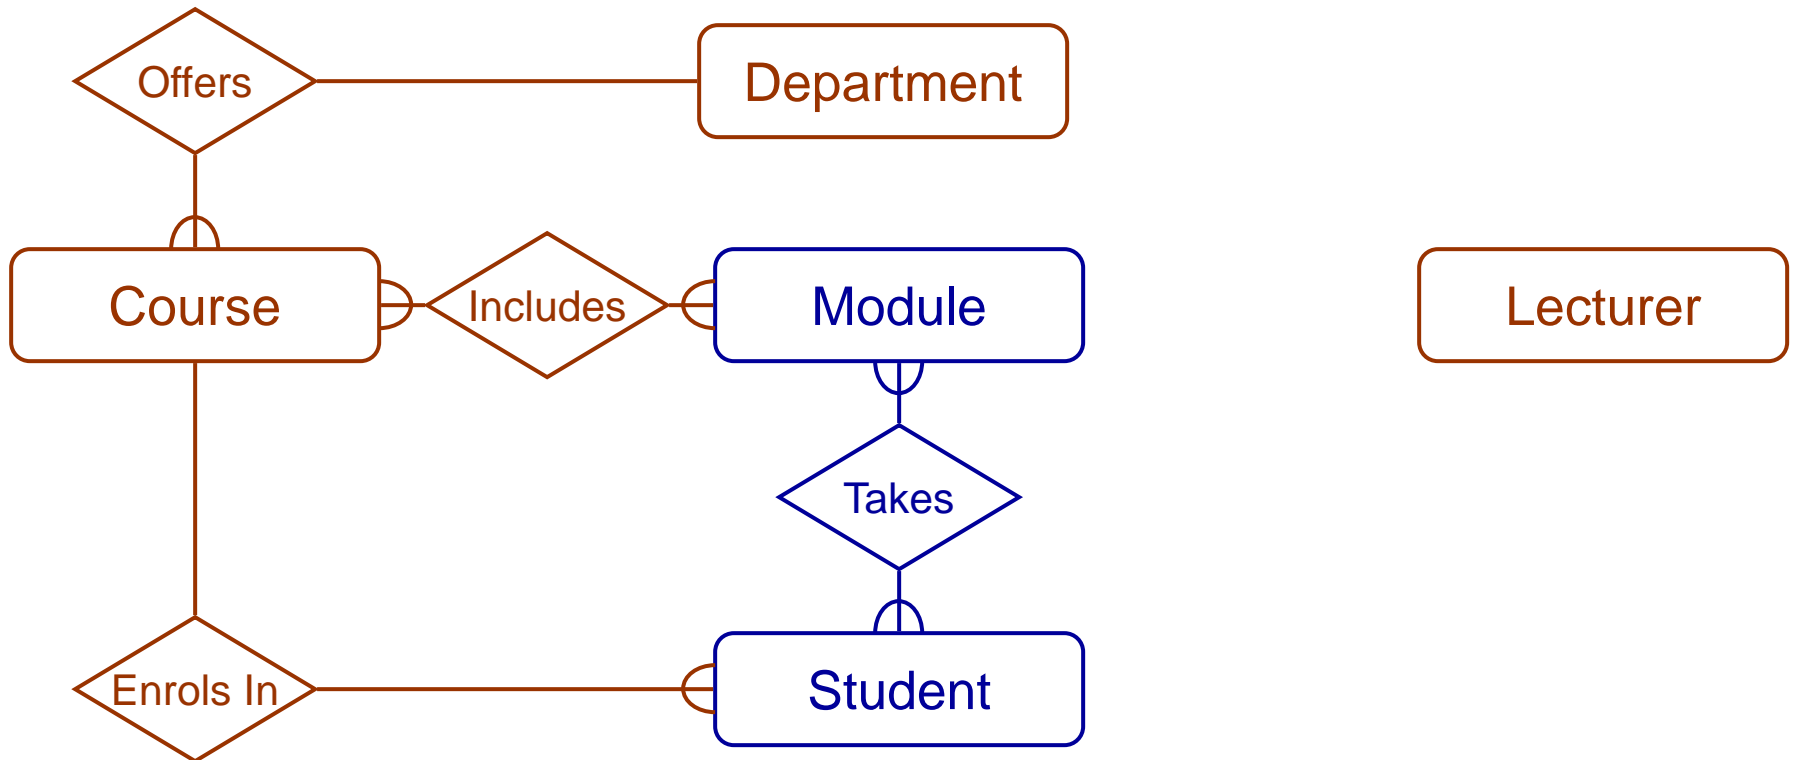 Offers
Department
Course
Includes
Module
Lecturer
Takes
Enrols In
Student